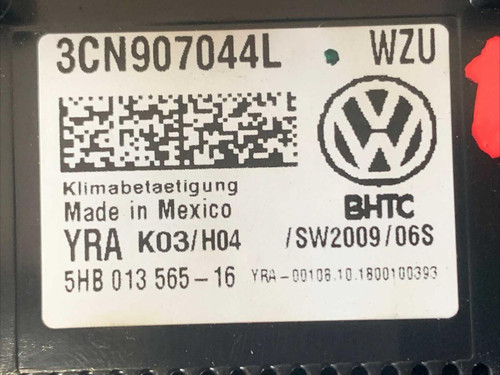 3CN907044L WZU
Klimabetaetigung
Made in Mexico
BHTC
YRA K03/H04 /SW2009/06S
5HB 013 565-16 YRA-00106.10.1800100393